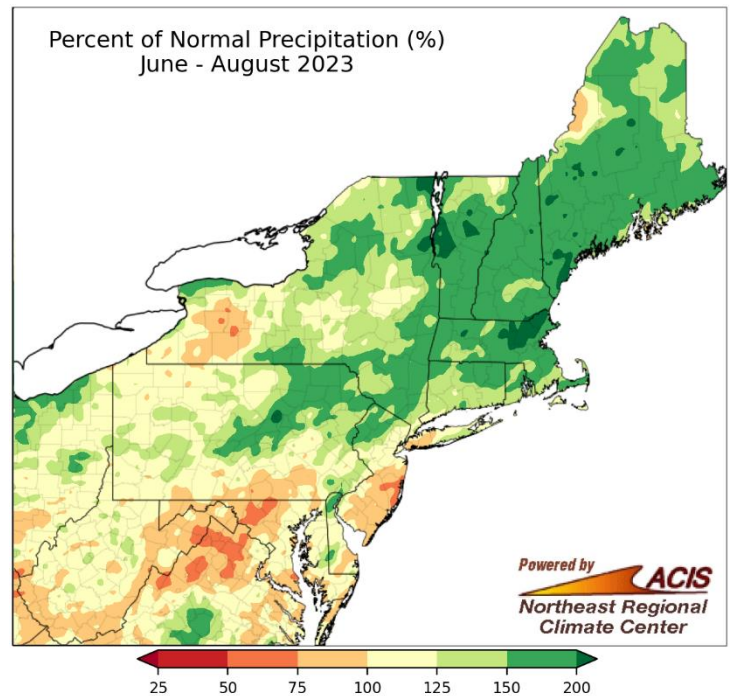 Percent of Normal Precipitation (%)
June - August 2023
Powered by
ACIS
Northeast Regional
Climate Center
25 50 75 100 125 150 200